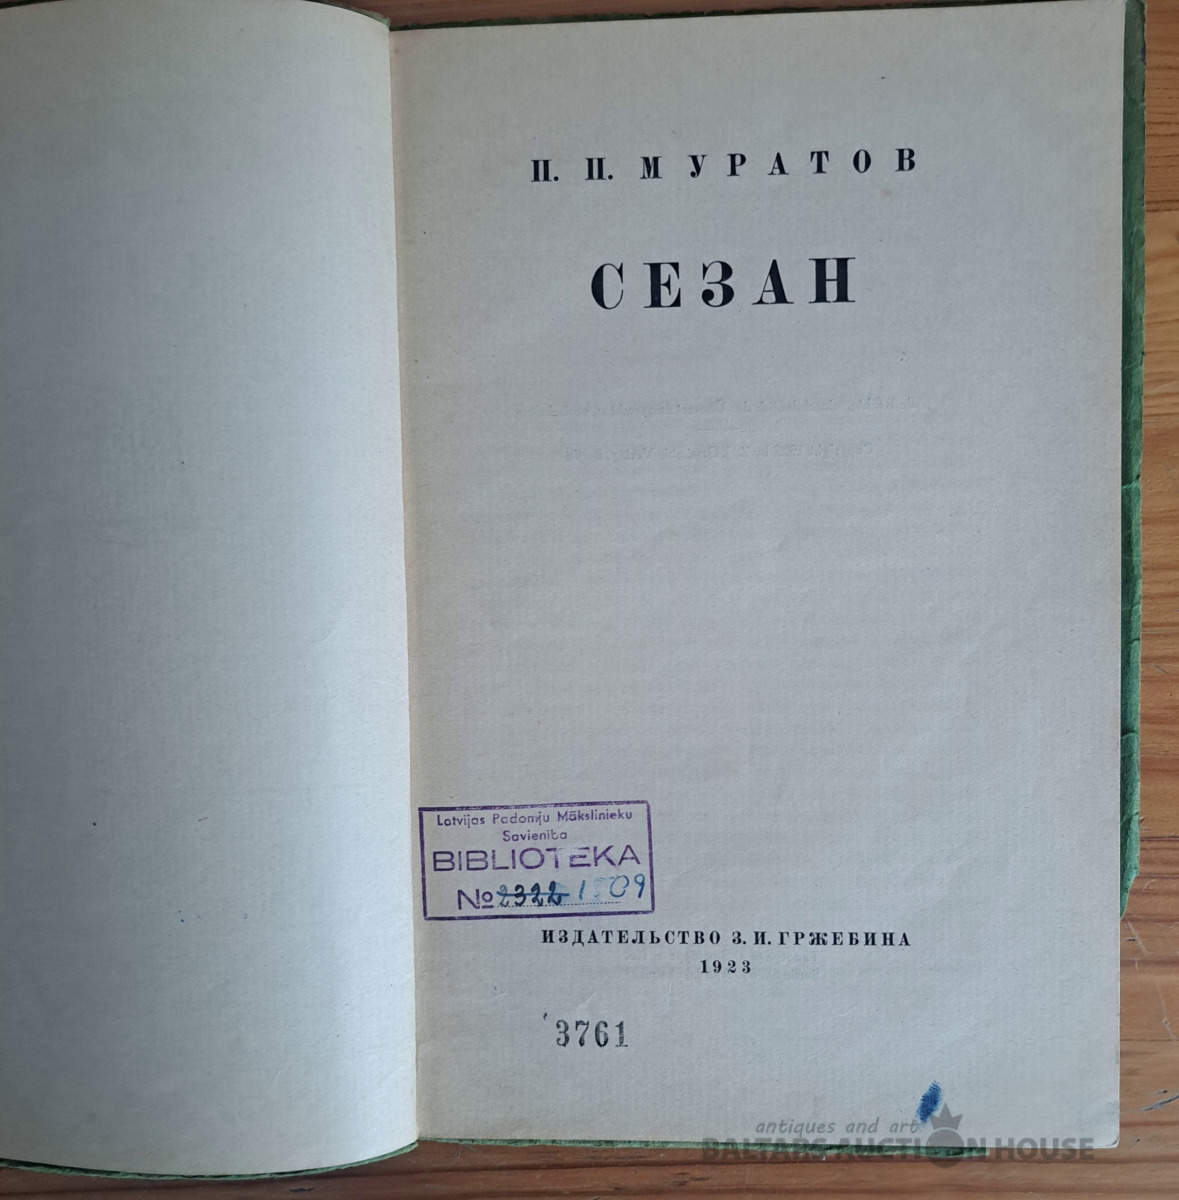 П. П. МУРАТОВ
СЕЗАН
Latvijas Padomju Mākslinieku
Savienība
BIBLIOTEKA
№ 2322 1509
ИЗДАТЕЛЬСТВО З. И. ГРЖЕБИНА
1923
3761
antiques and art
BALTARS AUCTION HOUSE